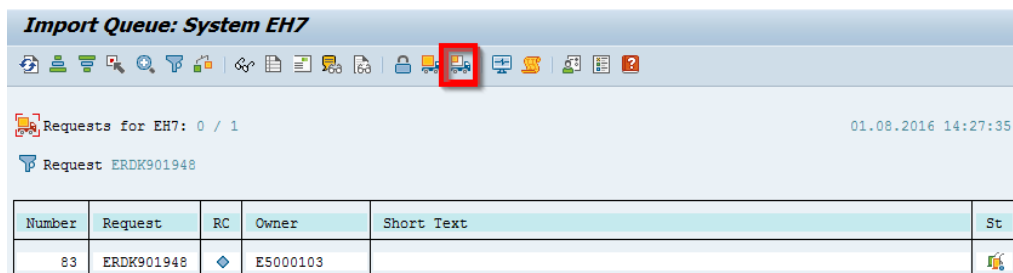 Import Queue: System EH7
Requests for EH7: 0 / 1
01.08.2016 14:27:35
Request ERDK901948
Number Request RC Owner Short Text St
83 ERDK901948 E5000103